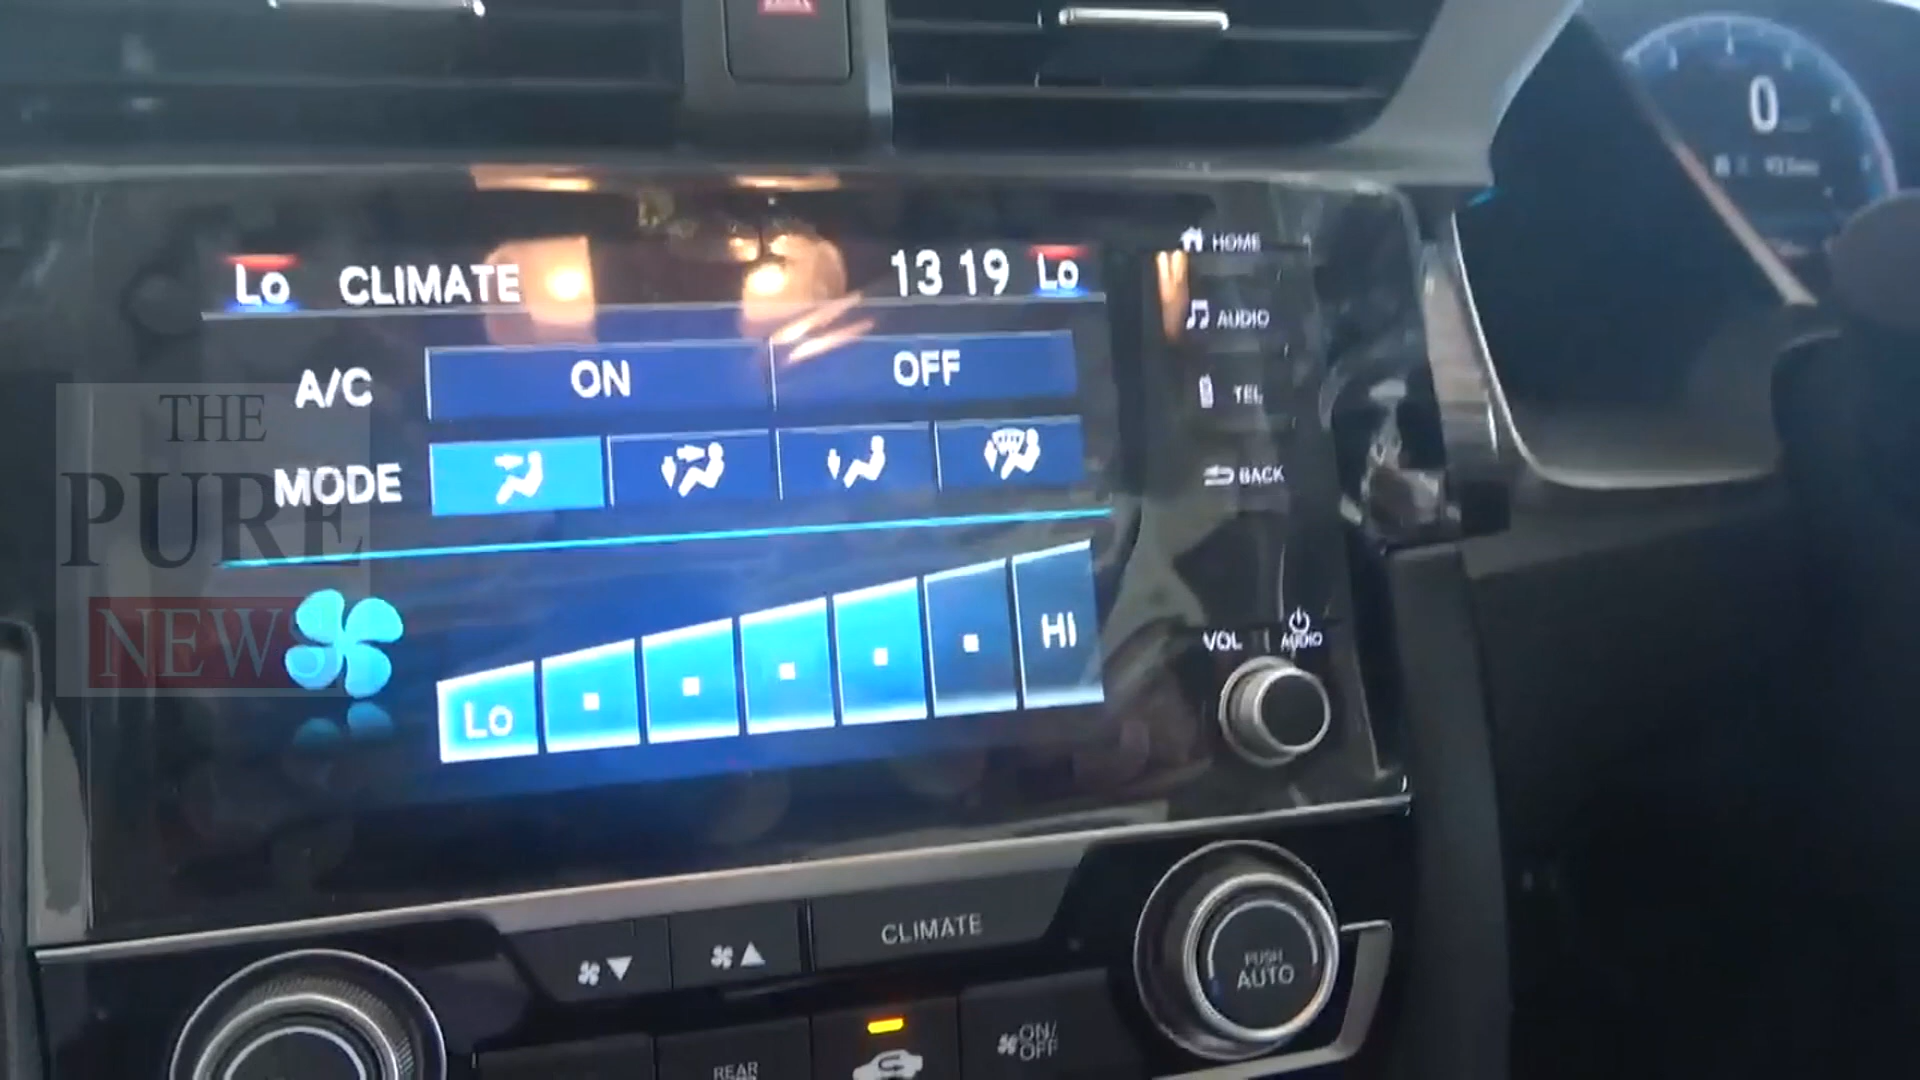 0
HOME
Lo CLIMATE 13 19 Lo
AUDIO
A/C ON OFF
TEL
THE
MODE
BACK
PURE
NEWS
Lo HI
VOL AUDIO
CLIMATE
PUSH
AUTO
ON/
OFF
REAR